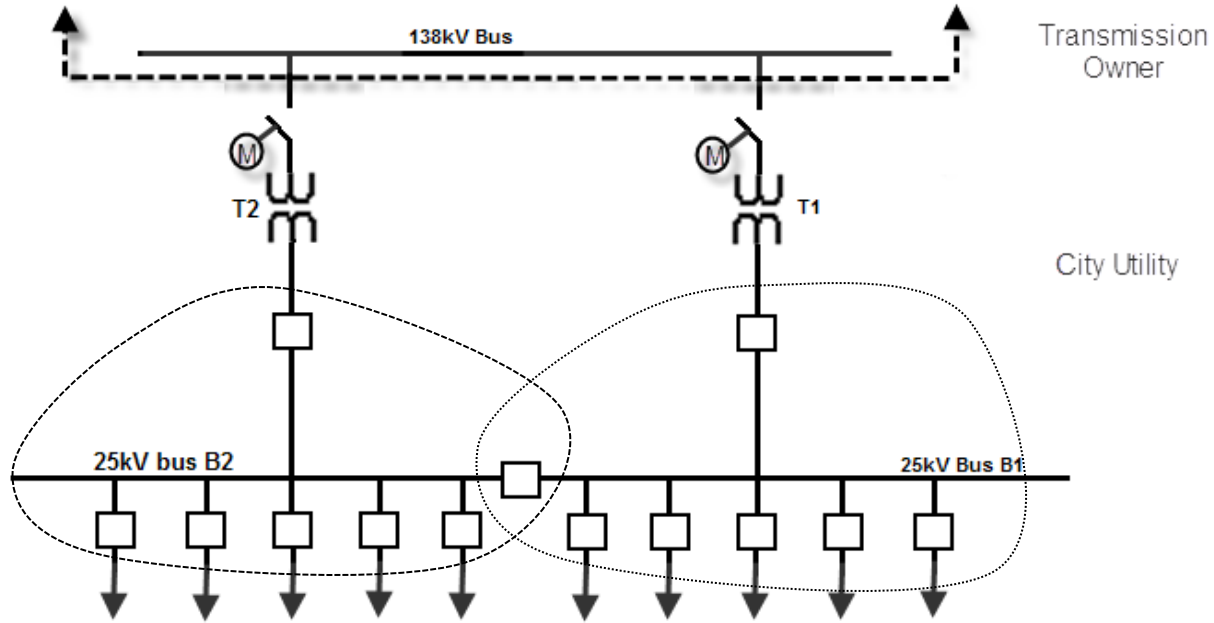 138kV Bus
Transmission
Owner
M
M
T2
T1
City Utility
25kV bus B2
25kV Bus B1